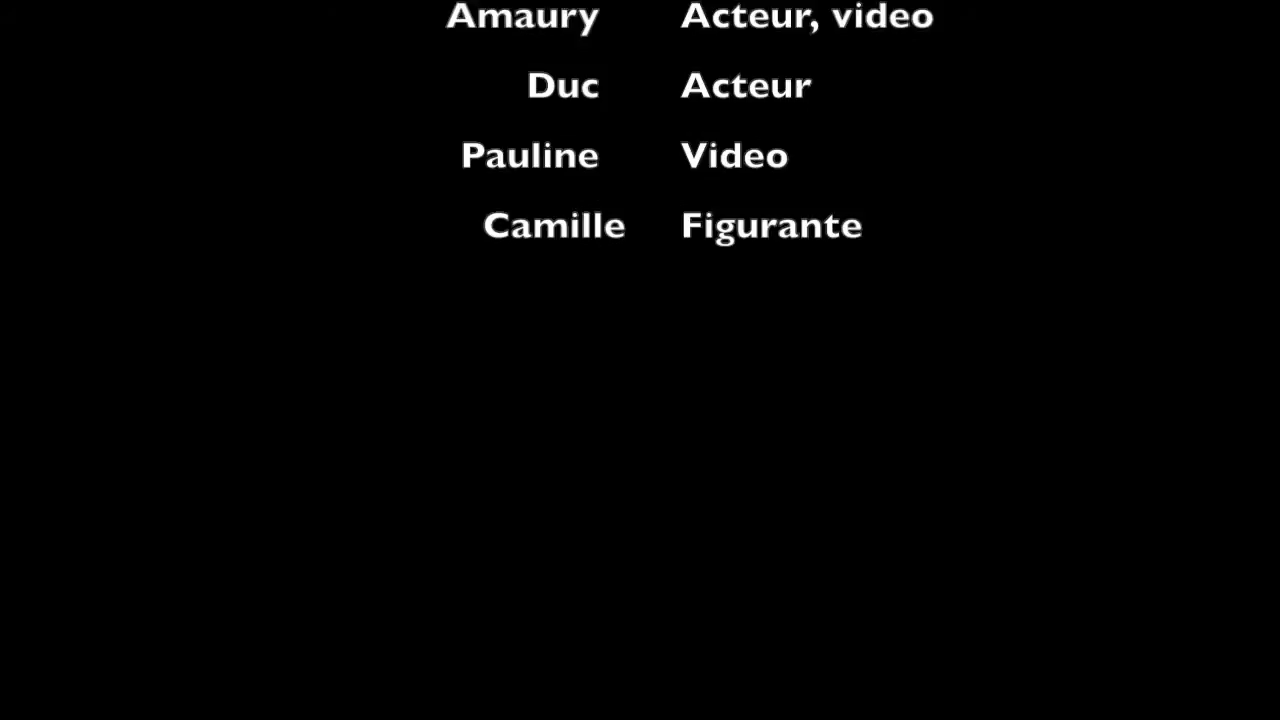 Amaury Acteur, video
Duc Acteur
Pauline Video
Camille Figurante